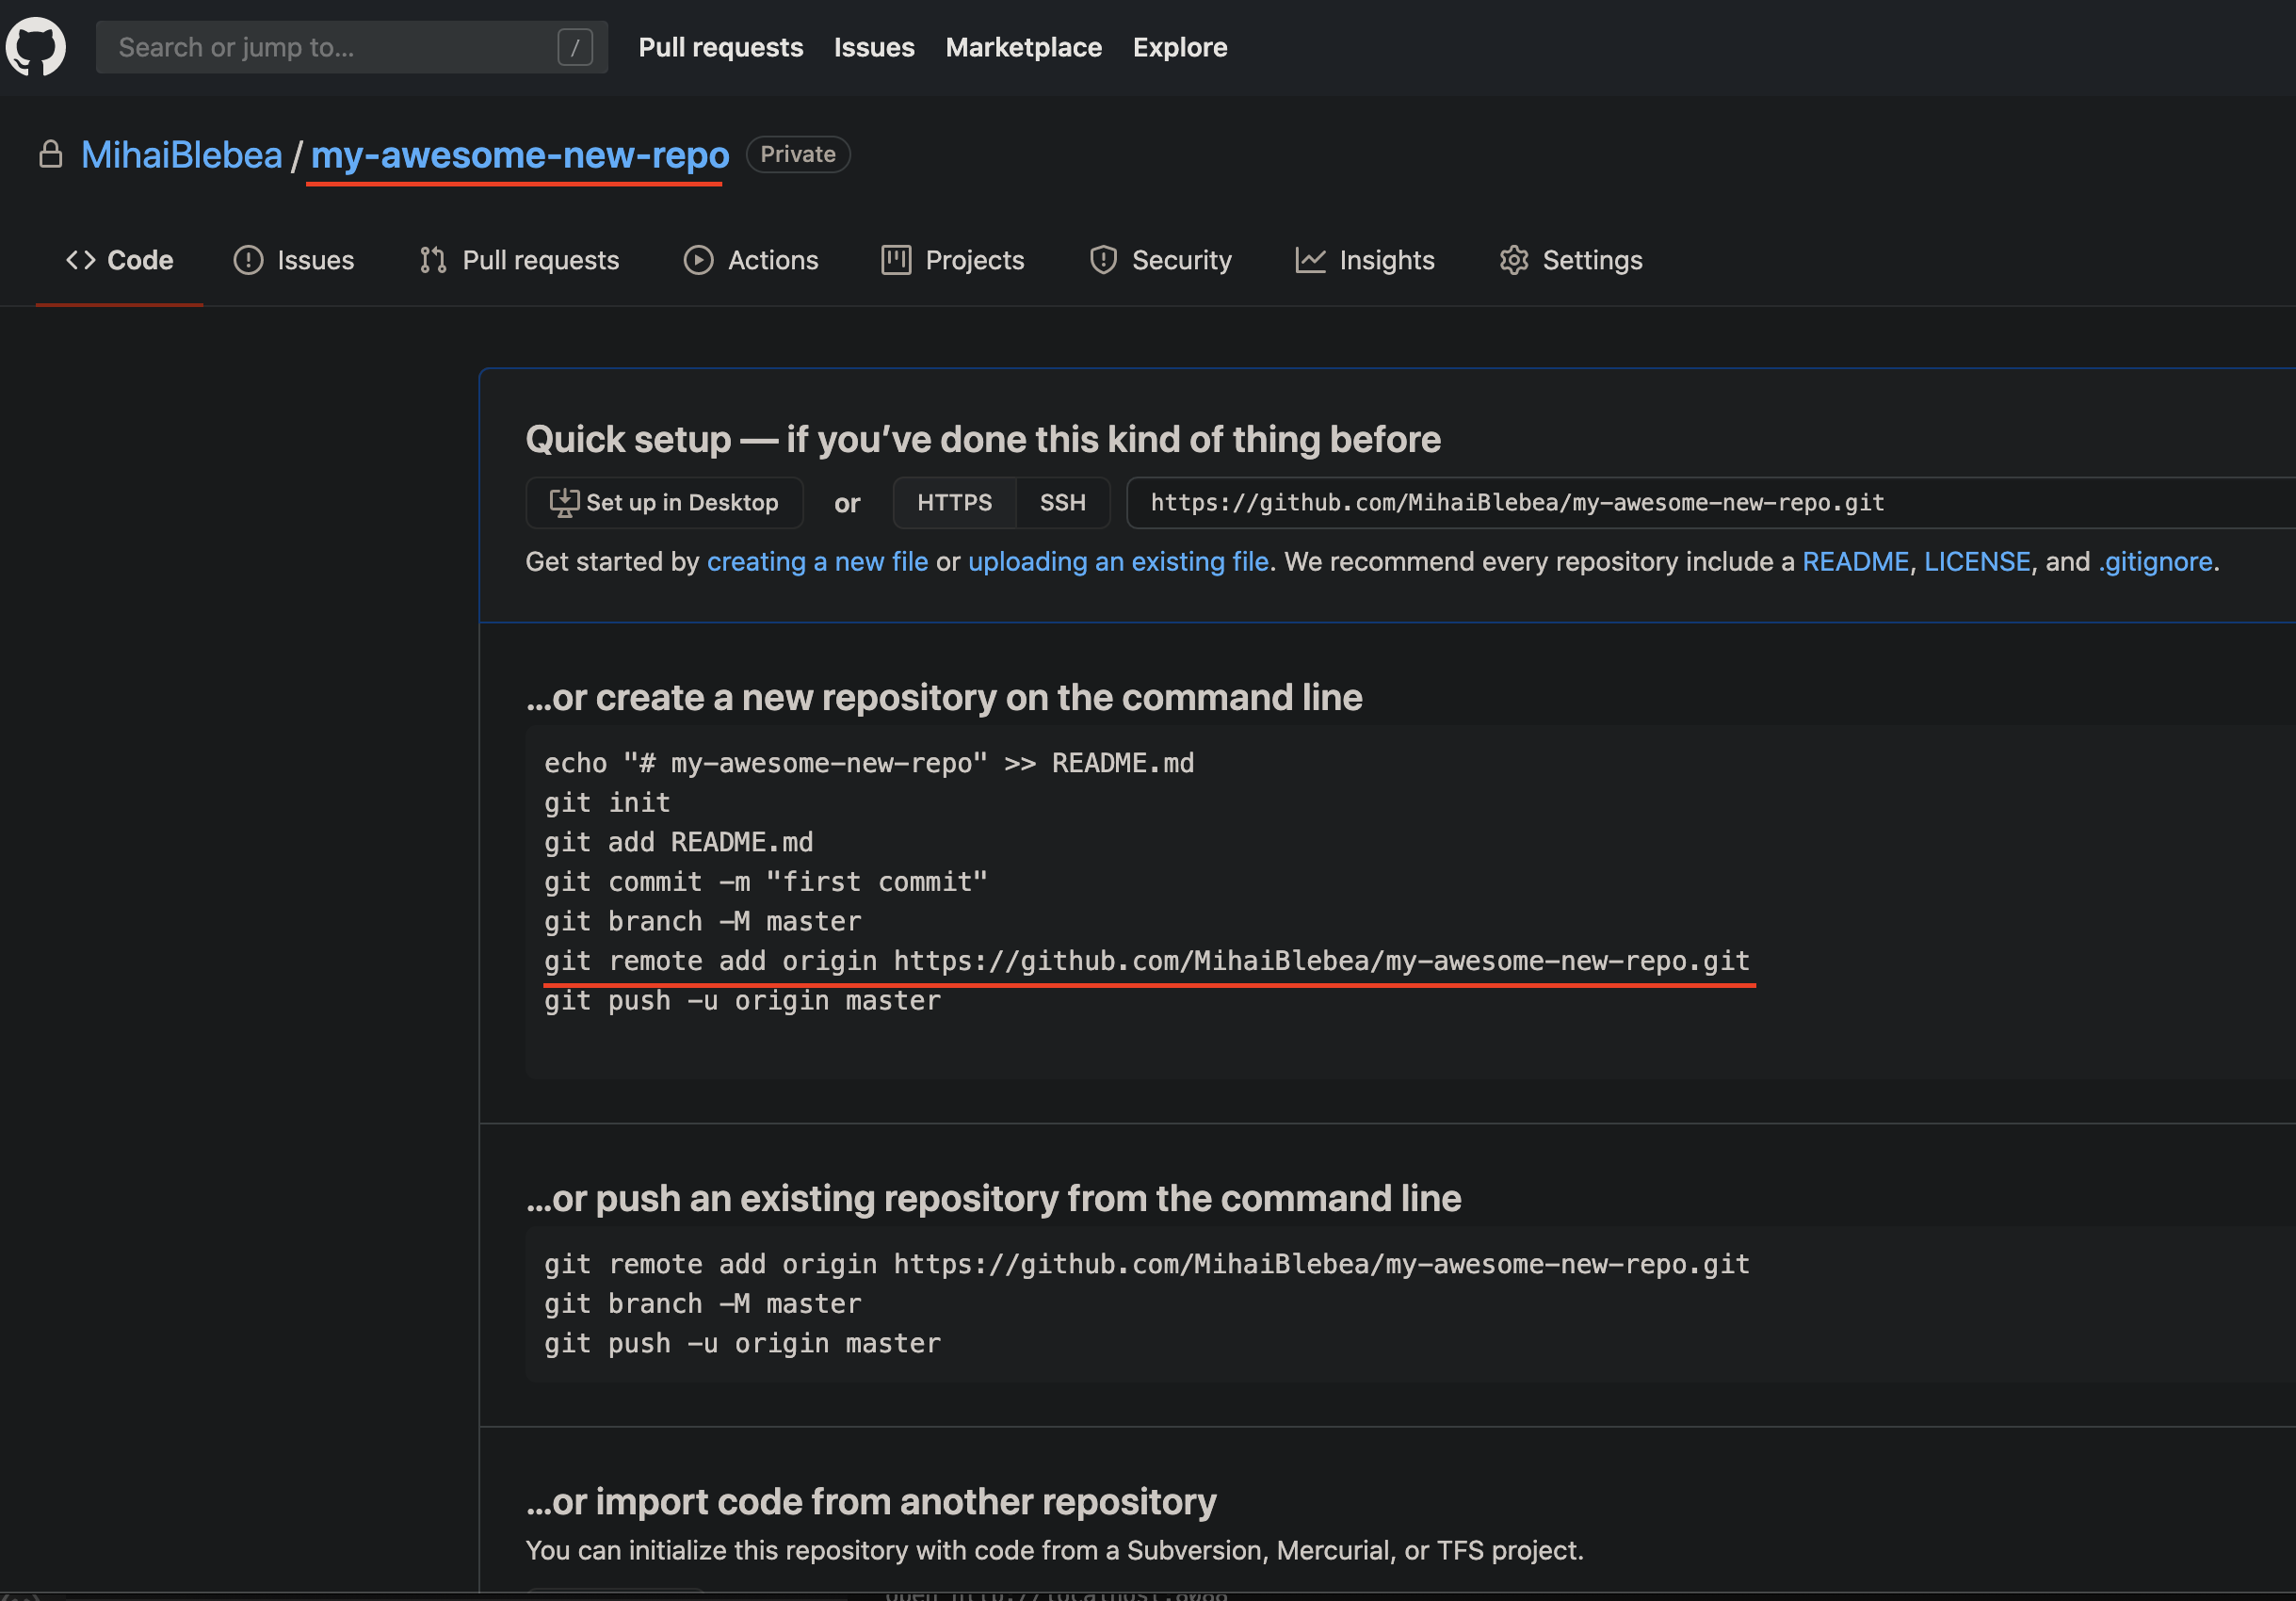 Search or jump to... /
Pull requests Issues Marketplace Explore
MihaiBlebea / my-awesome-new-repo Private
Code Issues Pull requests Actions Projects Security Insights Settings
Quick setup — if you’ve done this kind of thing before
Set up in Desktop or HTTPS SSH https://github.com/MihaiBlebea/my-awesome-new-repo.git
Get started by creating a new file or uploading an existing file. We recommend every repository include a README, LICENSE, and .gitignore.
…or create a new repository on the command line
echo "# my-awesome-new-repo" >> README.md
git init
git add README.md
git commit -m "first commit"
git branch -M master
git remote add origin https://github.com/MihaiBlebea/my-awesome-new-repo.git
git push -u origin master
…or push an existing repository from the command line
git remote add origin https://github.com/MihaiBlebea/my-awesome-new-repo.git
git branch -M master
git push -u origin master
…or import code from another repository
You can initialize this repository with code from a Subversion, Mercurial, or TFS project.